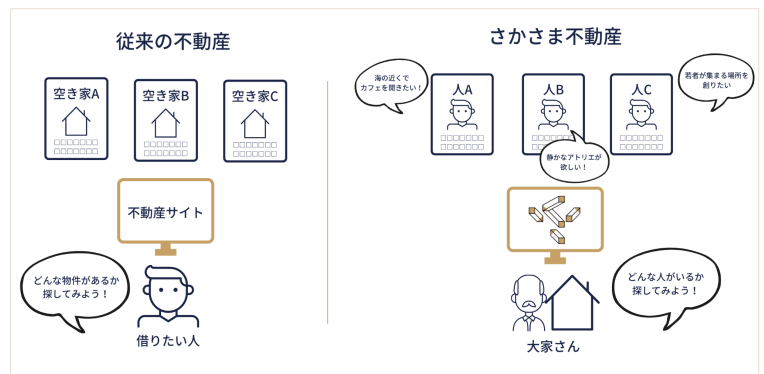 従来の不動産
空き家A
空き家B
空き家C
不動産サイト
どんな物件があるか
探してみよう！
借りたい人
さかさま不動産
海の近くで
カフェを開きたい！
人A
人B
人C
若者が集まる場所を
創りたい
静かなアトリエが
欲しい！
どんな人がいるか
探してみよう！
大家さん